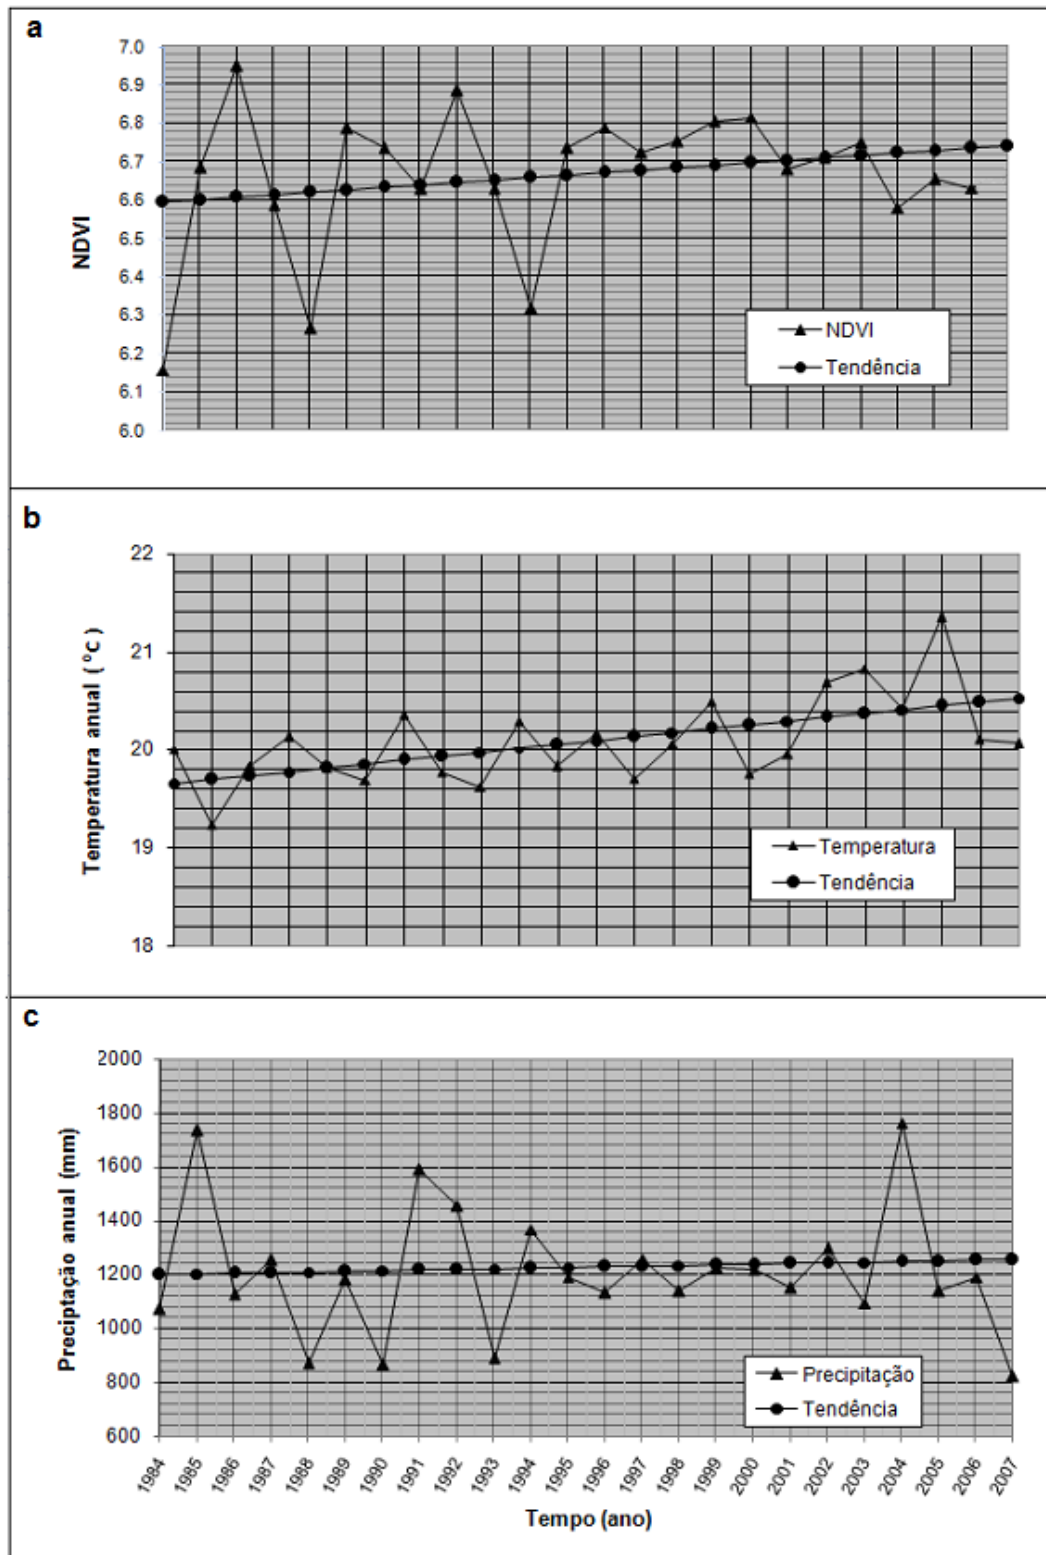 a
7.0
6.9
6.8
6.7
6.6
6.5
6.4
6.3
6.2
6.1
6.0
NDVI
NDVI
Tendência
b
22
21
20
19
18
Temperatura anual (ºC)
Temperatura
Tendência
c
2000
1800
1600
1400
1200
1000
800
600
Preciptação anual (mm)
Precipitação
Tendência
1984 1985 1986 1987 1988 1989 1990 1991 1992 1993 1994 1995 1996 1997 1998 1999 2000 2001 2002 2003 2004 2005 2006 2007
Tempo (ano)